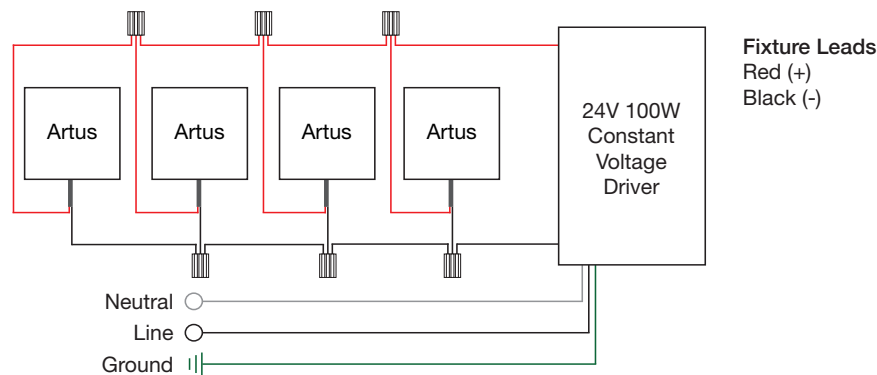 Fixture Leads
Red (+)
Black (-)
Artus
Artus
Artus
Artus
24V 100W
Constant
Voltage
Driver
Neutral
Line
Ground